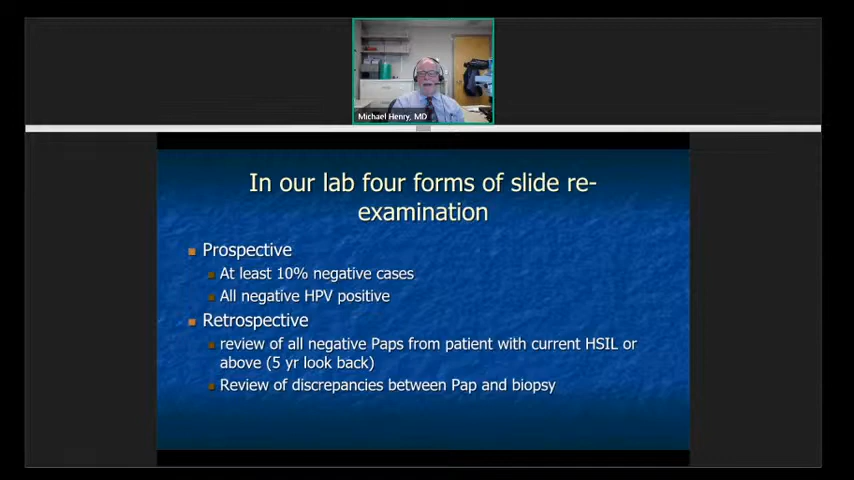 Michael Henry, MD
In our lab four forms of slide re-
examination
Prospective
At least 10% negative cases
All negative HPV positive
Retrospective
review of all negative Paps from patient with current HSIL or
above (5 yr look back)
Review of discrepancies between Pap and biopsy